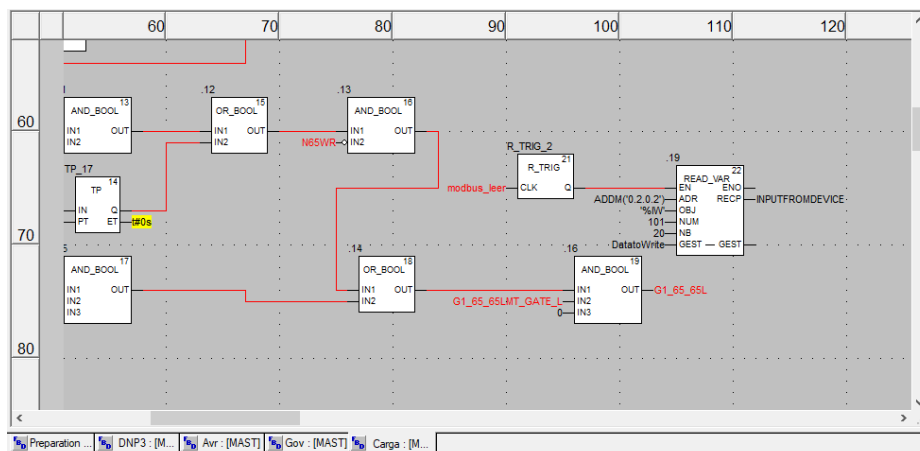 60 70 80 90 100 110 120
60
70
80
13
AND_BOOL
IN1 OUT
IN2
.12
15
OR_BOOL
IN1 OUT
IN2
.13
16
AND_BOOL
IN1 OUT
IN2
N65WR
TP_17
14
TP
IN Q
PT ET
t#0s
R_TRIG_2
21
R_TRIG
CLK Q
modbus_leer
.19
22
READ_VAR
EN ENO
ADR RECP
OBJ
NUM
NB
GEST — GEST
ADDM('0.2.0.2')
'%IW'
101
20
DatatoWrite
INPUTFROMDEVICE
17
AND_BOOL
IN1 OUT
IN2
IN3
.14
18
OR_BOOL
IN1 OUT
IN2
.16
19
AND_BOOL
IN1 OUT
IN2
IN3
G1_65_65LMT_GATE_L
0
G1_65_65L
Preparation ... DNP3 : [M... Avr : [MAST] Gov : [MAST] Carga : [M...